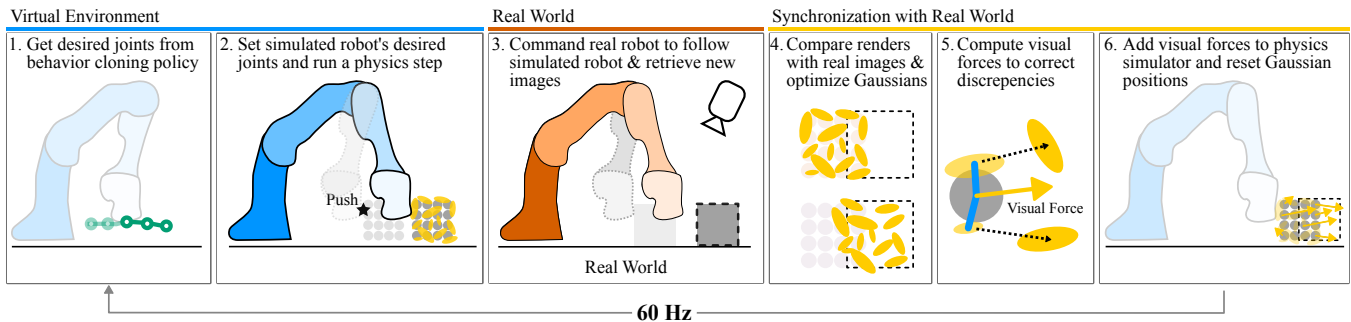 Virtual Environment
Real World
Synchronization with Real World
1. Get desired joints from
behavior cloning policy
2. Set simulated robot's desired
joints and run a physics step
3. Command real robot to follow
simulated robot & retrieve new
images
4. Compare renders
with real images &
optimize Gaussians
5. Compute visual
forces to correct
discrepencies
6. Add visual forces to physics
simulator and reset Gaussian
positions
Push
Visual Force
Real World
60 Hz